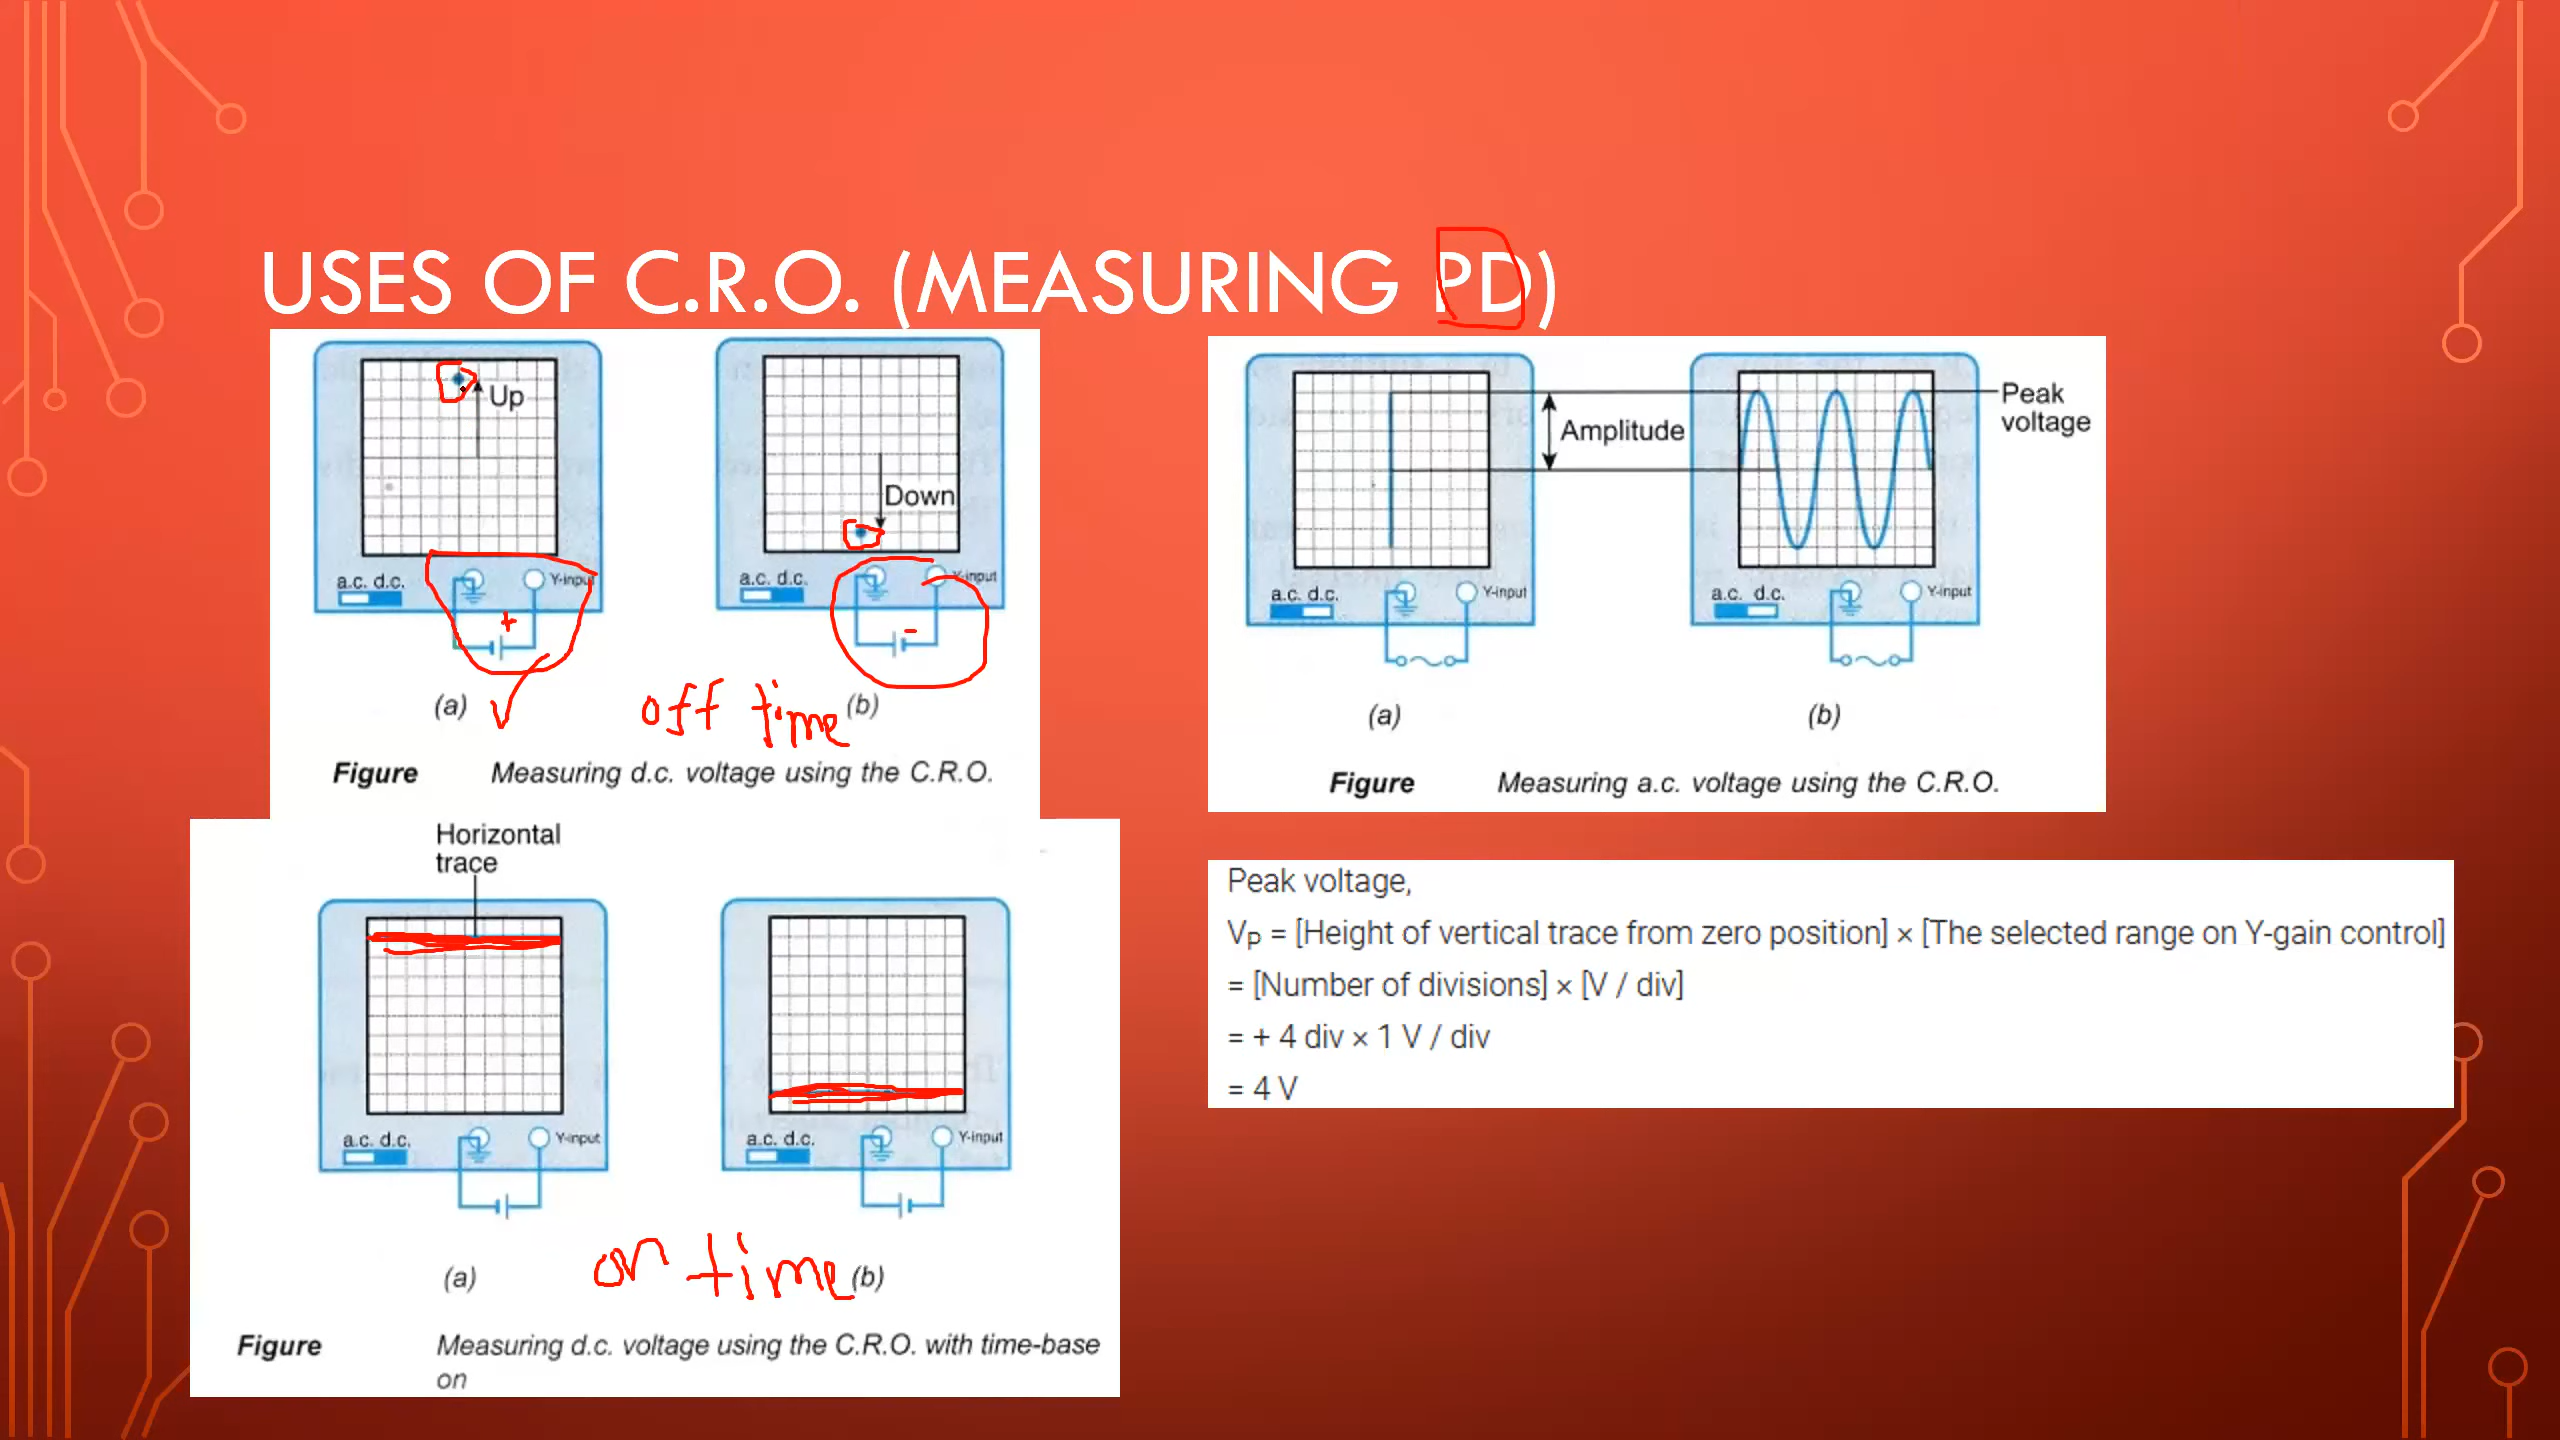 USES OF C.R.O. (MEASURING PD)
Up
a.c. d.c.
Y-input
+
(a)
V
Down
a.c. d.c.
Y-input
-
(b)
off time
Figure Measuring d.c. voltage using the C.R.O.
Horizontal
trace
a.c. d.c.
Y-input
(a)
a.c. d.c.
Y-input
(b)
on time
Figure Measuring d.c. voltage using the C.R.O. with time-base
on
Amplitude
Peak
voltage
a.c. d.c.
Y-input
a.c. d.c.
Y-input
(a)
(b)
Figure Measuring a.c. voltage using the C.R.O.
Peak voltage,
VP = [Height of vertical trace from zero position] × [The selected range on Y-gain control]
= [Number of divisions] × [V / div]
= + 4 div × 1 V / div
= 4 V